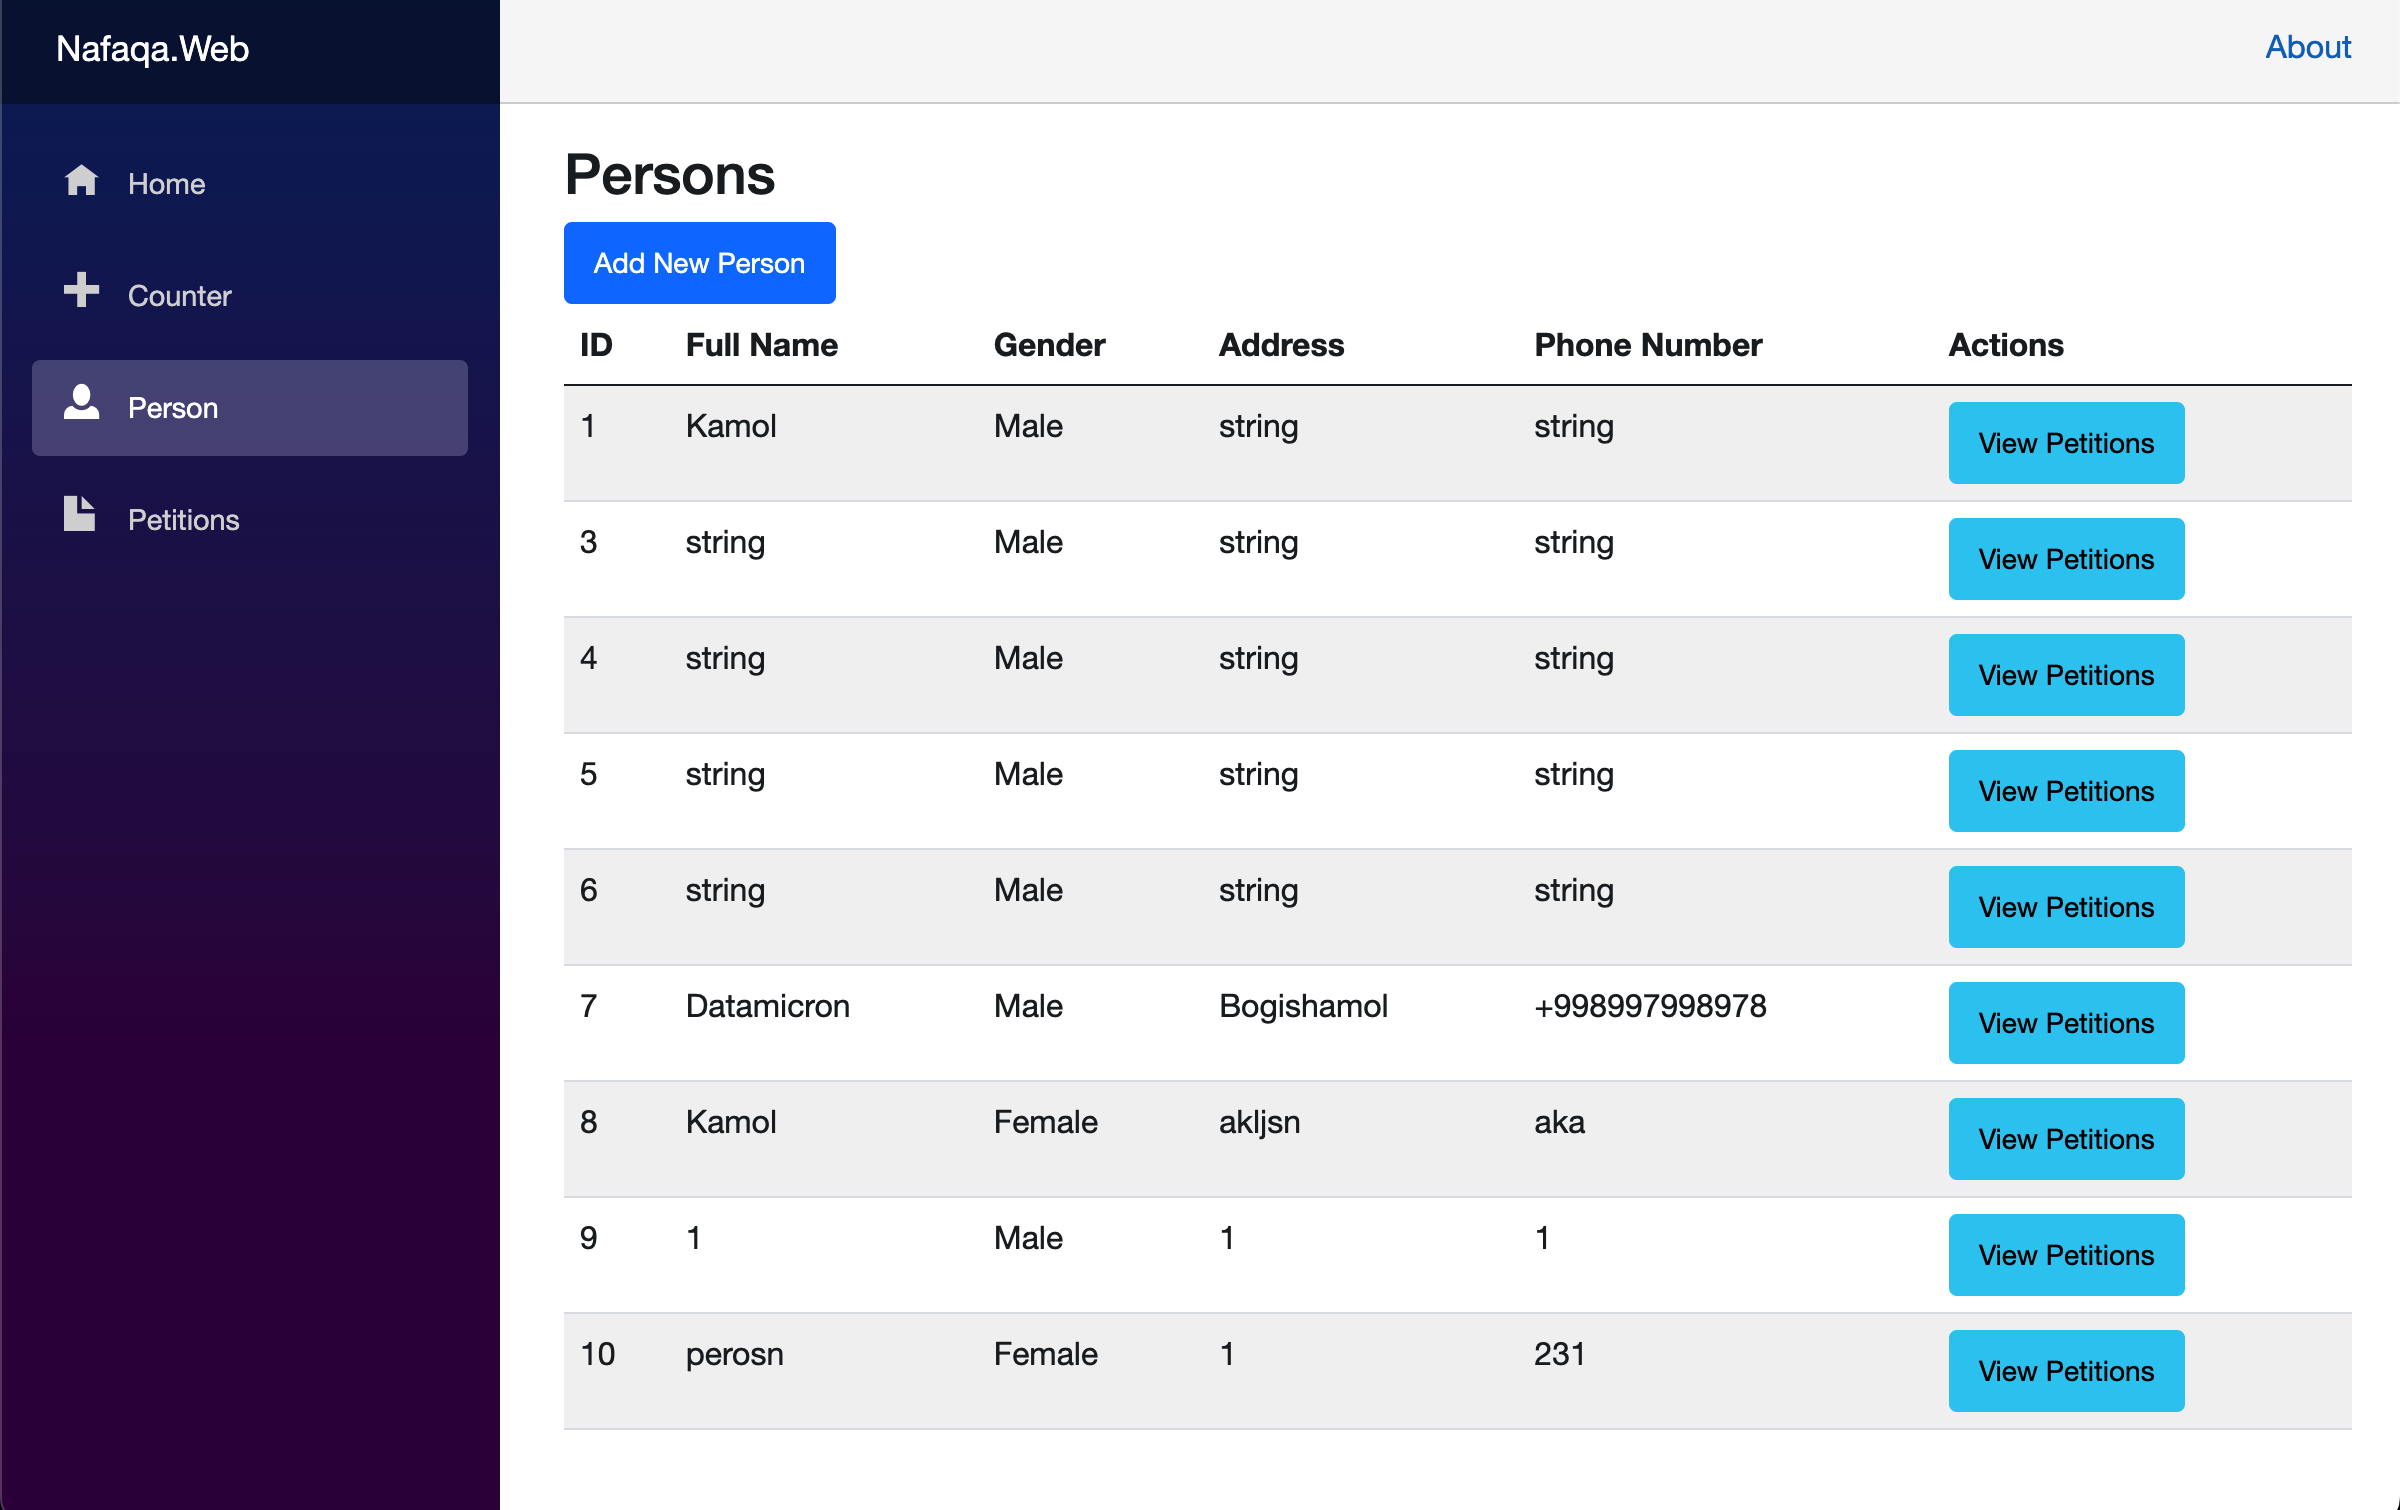 Nafaqa.Web
About
Home
Counter
Person
Petitions
Persons
Add New Person
ID Full Name Gender Address Phone Number Actions
1 Kamol Male string string View Petitions
3 string Male string string View Petitions
4 string Male string string View Petitions
5 string Male string string View Petitions
6 string Male string string View Petitions
7 Datamicron Male Bogishamol +998997998978 View Petitions
8 Kamol Female akljsn aka View Petitions
9 1 Male 1 1 View Petitions
10 perosn Female 1 231 View Petitions